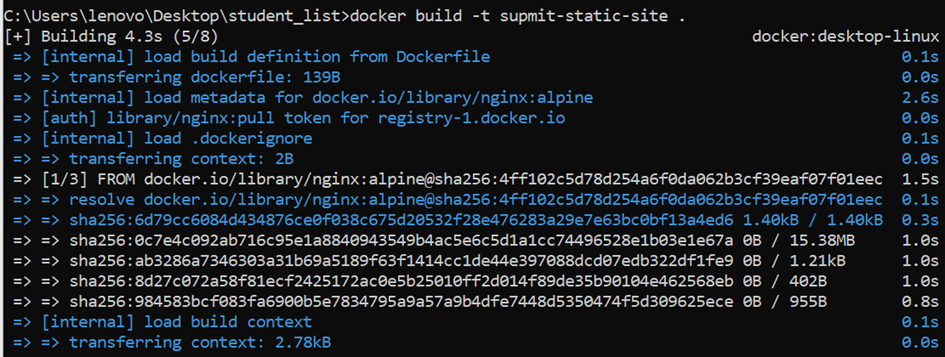 C:\Users\lenovo\Desktop\student_list>docker build -t supmit-static-site .
[+] Building 4.3s (5/8) docker:desktop-linux
=> [internal] load build definition from Dockerfile 0.1s
=> => transferring dockerfile: 139B 0.0s
=> [internal] load metadata for docker.io/library/nginx:alpine 2.6s
=> [auth] library/nginx:pull token for registry-1.docker.io 0.0s
=> [internal] load .dockerignore 0.1s
=> => transferring context: 2B 0.0s
=> [1/3] FROM docker.io/library/nginx:alpine@sha256:4ff102c5d78d254a6f0da062b3cf39eaf07f01eec 1.5s
=> => resolve docker.io/library/nginx:alpine@sha256:4ff102c5d78d254a6f0da062b3cf39eaf07f01eec 0.1s
=> => sha256:6d79cc6084d434876ce0f038c675d20532f28e476283a29e7e63bc0bf13a4ed6 1.40kB / 1.40kB 0.3s
=> => sha256:0c7e4c092ab716c95e1a8840943549b4ac5e6c5d1a1cc74496528e1b03e1e67a 0B / 15.38MB 1.0s
=> => sha256:ab3286a7346303a31b69a5189f63f1414cc1de44e397088dcd07edb322df1fe9 0B / 1.21kB 1.0s
=> => sha256:8d27c072a58f81ecf2425172ac0e5b25010ff2d014f89de35b90104e462568eb 0B / 402B 1.0s
=> => sha256:984583bcf083fa6900b5e7834795a9a57a9b4dfe7448d5350474f5d309625ece 0B / 955B 0.8s
=> [internal] load build context 0.1s
=> => transferring context: 2.78kB 0.0s